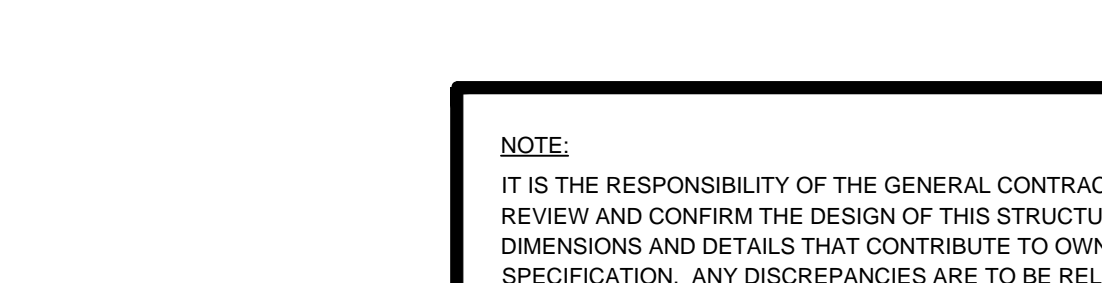 NOTE:
IT IS THE RESPONSIBILITY OF THE GENERAL CONTRAC
REVIEW AND CONFIRM THE DESIGN OF THIS STRUCTU
DIMENSIONS AND DETAILS THAT CONTRIBUTE TO OWN
SPECIFICATION.  ANY DISCREPANCIES ARE TO BE REL